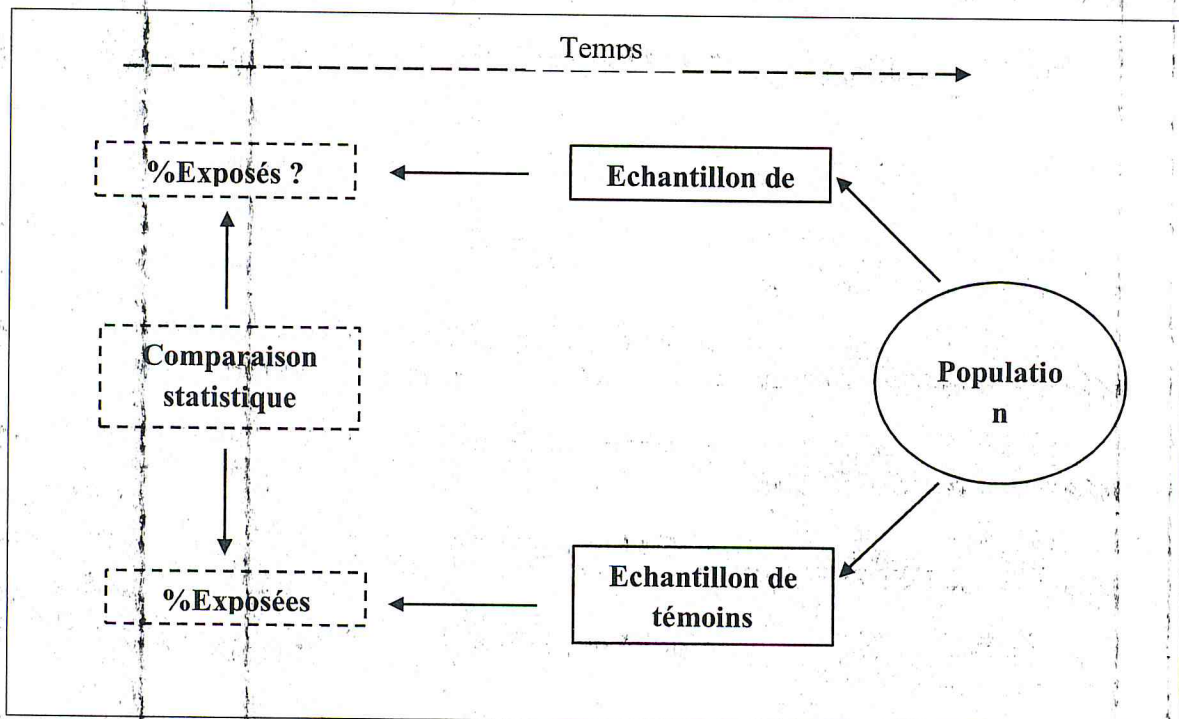 Temps
%Exposés ?
Echantillon de
Comparaison
statistique
Populatio
n
%Exposées
Echantillon de
témoins